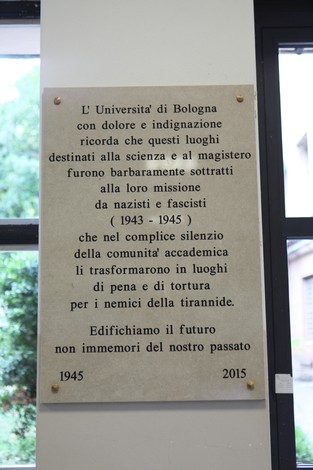 L' Universita' di Bologna
con dolore e indignazione
ricorda che questi luoghi
destinati alla scienza e al magistero
furono barbaramente sottratti
alla loro missione
da nazisti e fascisti
( 1943 - 1945 )
che nel complice silenzio
della comunita' accademica
li trasformarono in luoghi
di pena e di tortura
per i nemici della tirannide.
Edifichiamo il futuro
non immemori del nostro passato
1945 2015